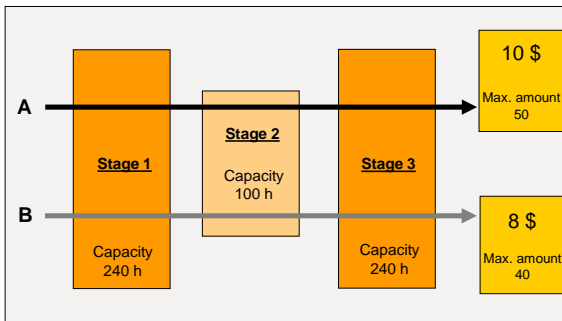 A
B
Stage 1
Capacity
240 h
Stage 2
Capacity
100 h
Stage 3
Capacity
240 h
10 $
Max. amount
50
8 $
Max. amount
40